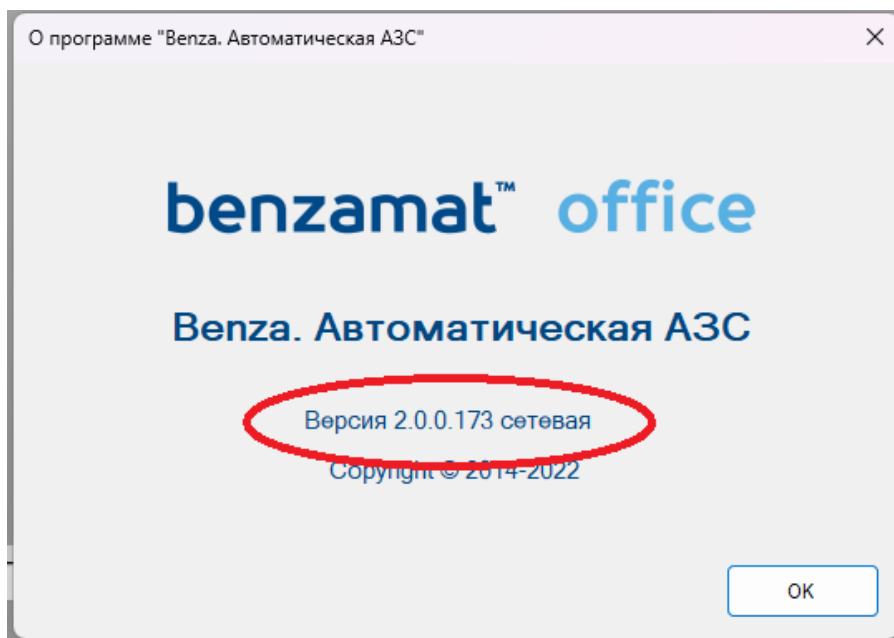 О программе "Benza. Автоматическая АЗС"
benzamat™ office
Benza. Автоматическая АЗС
Версия 2.0.0.173 сетевая
Copyright © 2014-2022
OK